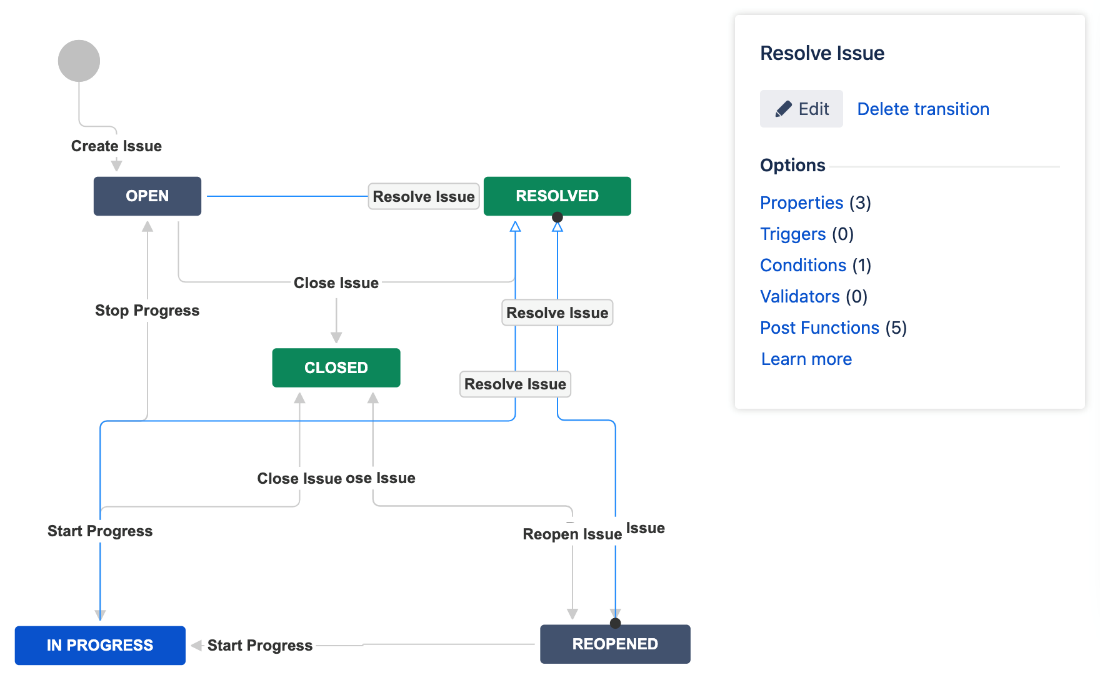 Create Issue
OPEN
Resolve Issue
RESOLVED
Close Issue
Stop Progress
Resolve Issue
CLOSED
Resolve Issue
Close Issue
ose Issue
Start Progress
Reopen Issue
Issue
IN PROGRESS
Start Progress
REOPENED
Resolve Issue
Edit
Delete transition
Options
Properties (3)
Triggers (0)
Conditions (1)
Validators (0)
Post Functions (5)
Learn more